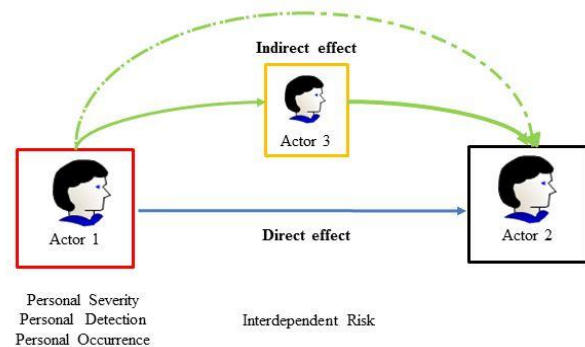 Indirect effect
Actor 3
Actor 1
Actor 2
Direct effect
Personal Severity
Personal Detection
Personal Occurrence
Interdependent Risk